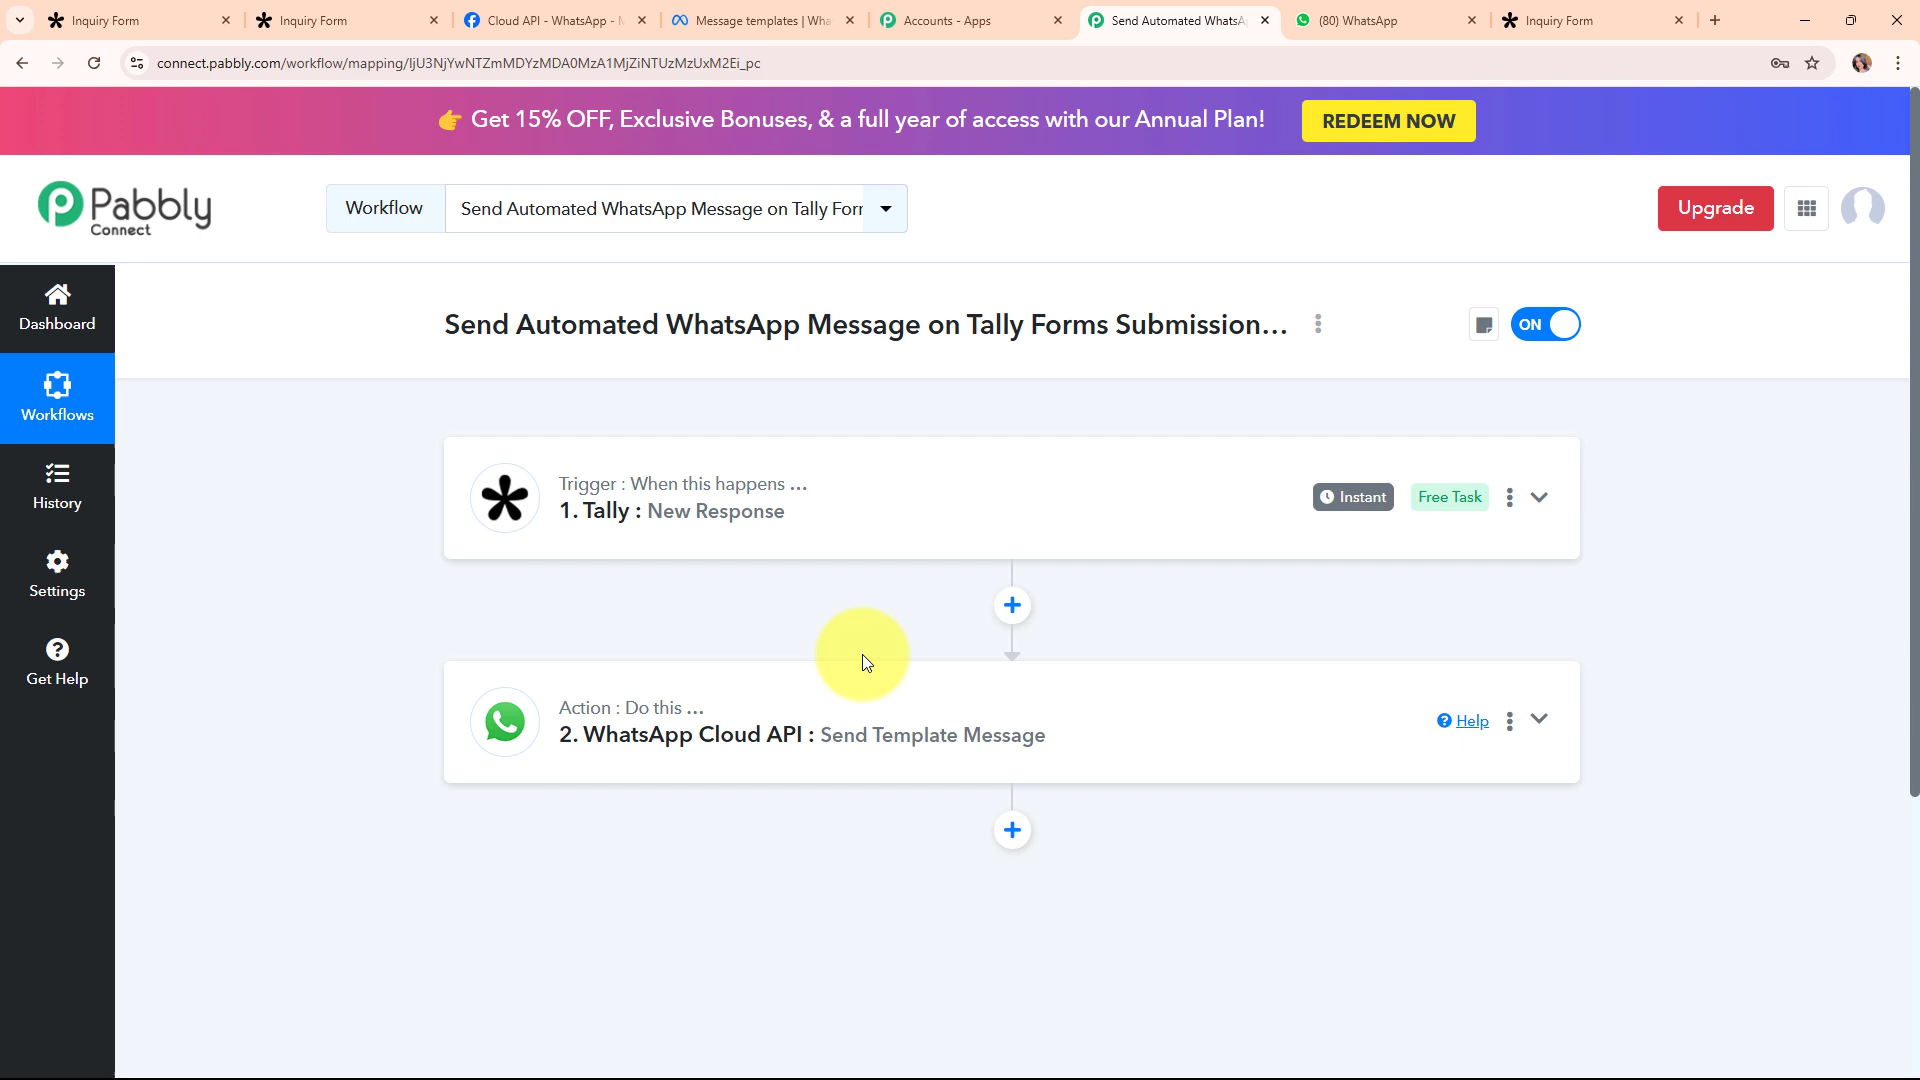 Inquiry Form
Inquiry Form
Cloud API - WhatsApp -
Message templates | Wha
Accounts - Apps
Send Automated WhatsA
(80) WhatsApp
Inquiry Form
connect.pabbly.com/workflow/mapping/IjU3NjYwNTZmMDYzMDA0MzA1MjZiNTUzMzUxM2Ei_pc
👉 Get 15% OFF, Exclusive Bonuses, & a full year of access with our Annual Plan!
REDEEM NOW
Pabbly
Connect
Workflow
Send Automated WhatsApp Message on Tally For
Upgrade
Dashboard
Workflows
History
Settings
Get Help
Send Automated WhatsApp Message on Tally Forms Submission...
ON
Trigger : When this happens ...
1. Tally : New Response
Instant
Free Task
Action : Do this ...
2. WhatsApp Cloud API : Send Template Message
Help